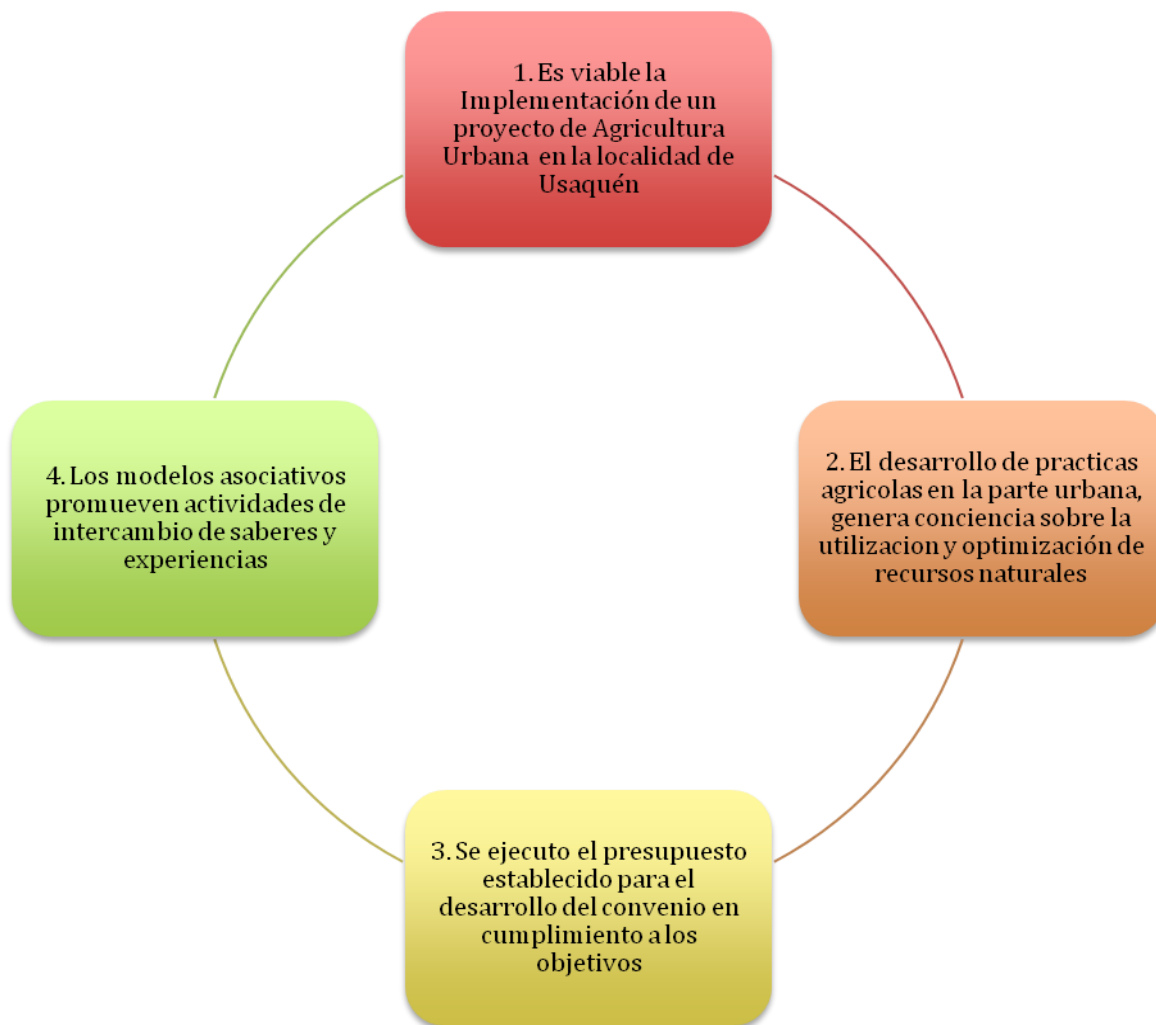 1. Es viable la
Implementación de un
proyecto de Agricultura
Urbana  en la localidad de
Usaquén
2. El desarrollo de practicas
agricolas en la parte urbana,
genera conciencia sobre la
utilizacion y optimización de
recursos naturales
3. Se ejecuto el presupuesto
establecido para el
desarrollo del convenio en
cumplimiento a los
objetivos
4. Los modelos asociativos
promueven actividades de
intercambio de saberes y
experiencias